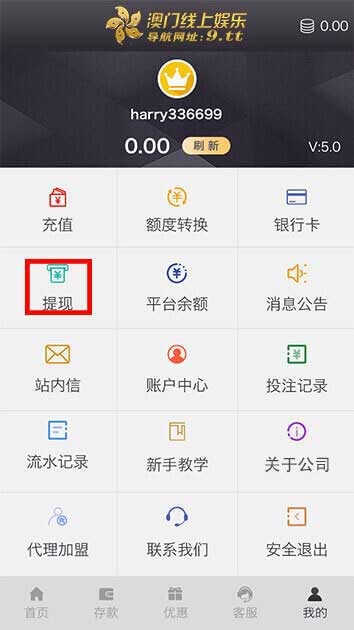 澳门线上娱乐
导航网址:9.tt
0.00
harry336699
0.00 刷新
V:5.0
充值 额度转换 银行卡
提现 平台余额 消息公告
站内信 账户中心 投注记录
流水记录 新手教学 关于公司
代理加盟 联系我们 安全退出
首页 存款 优惠 客服 我的